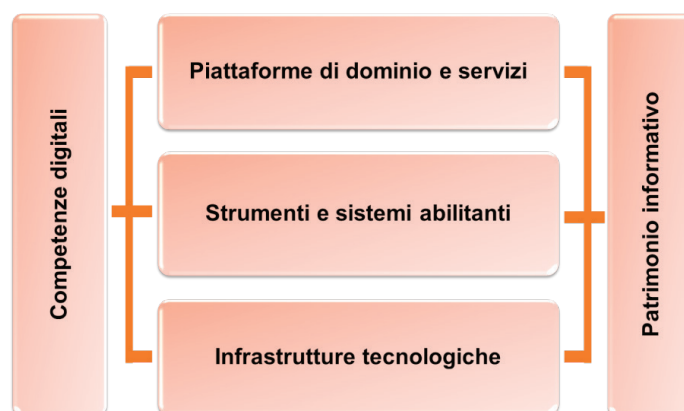 Competenze digitali
Piattaforme di dominio e servizi
Strumenti e sistemi abilitanti
Infrastrutture tecnologiche
Patrimonio informativo